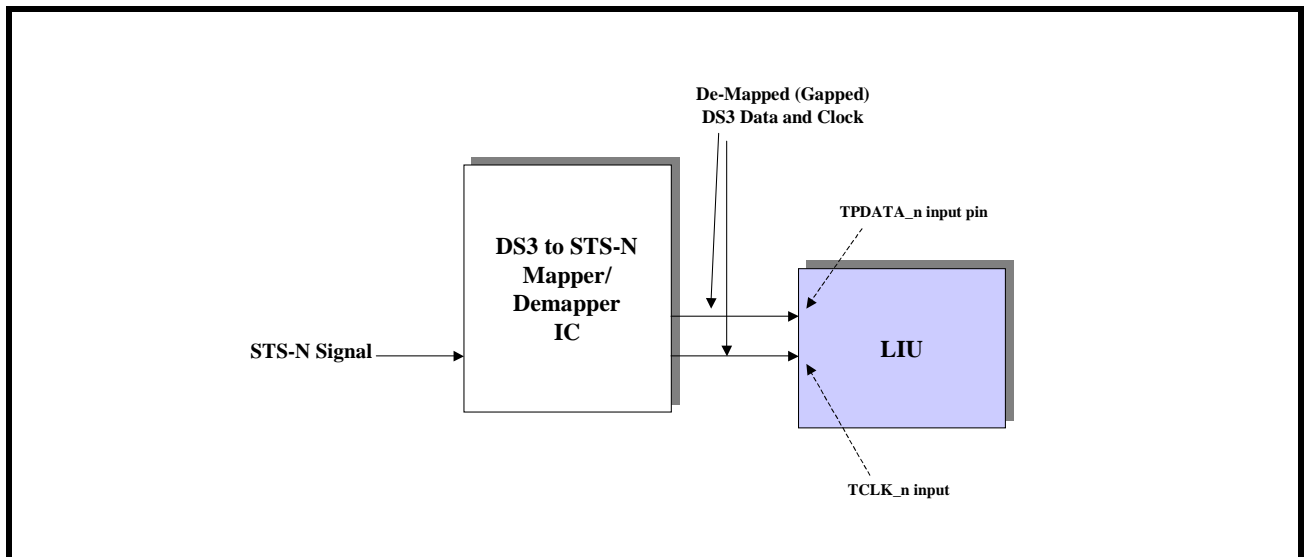 De-Mapped (Gapped)
DS3 Data and Clock
TPDATA_n input pin
DS3 to STS-N
Mapper/
Demapper
IC
STS-N Signal
LIU
TCLK_n input